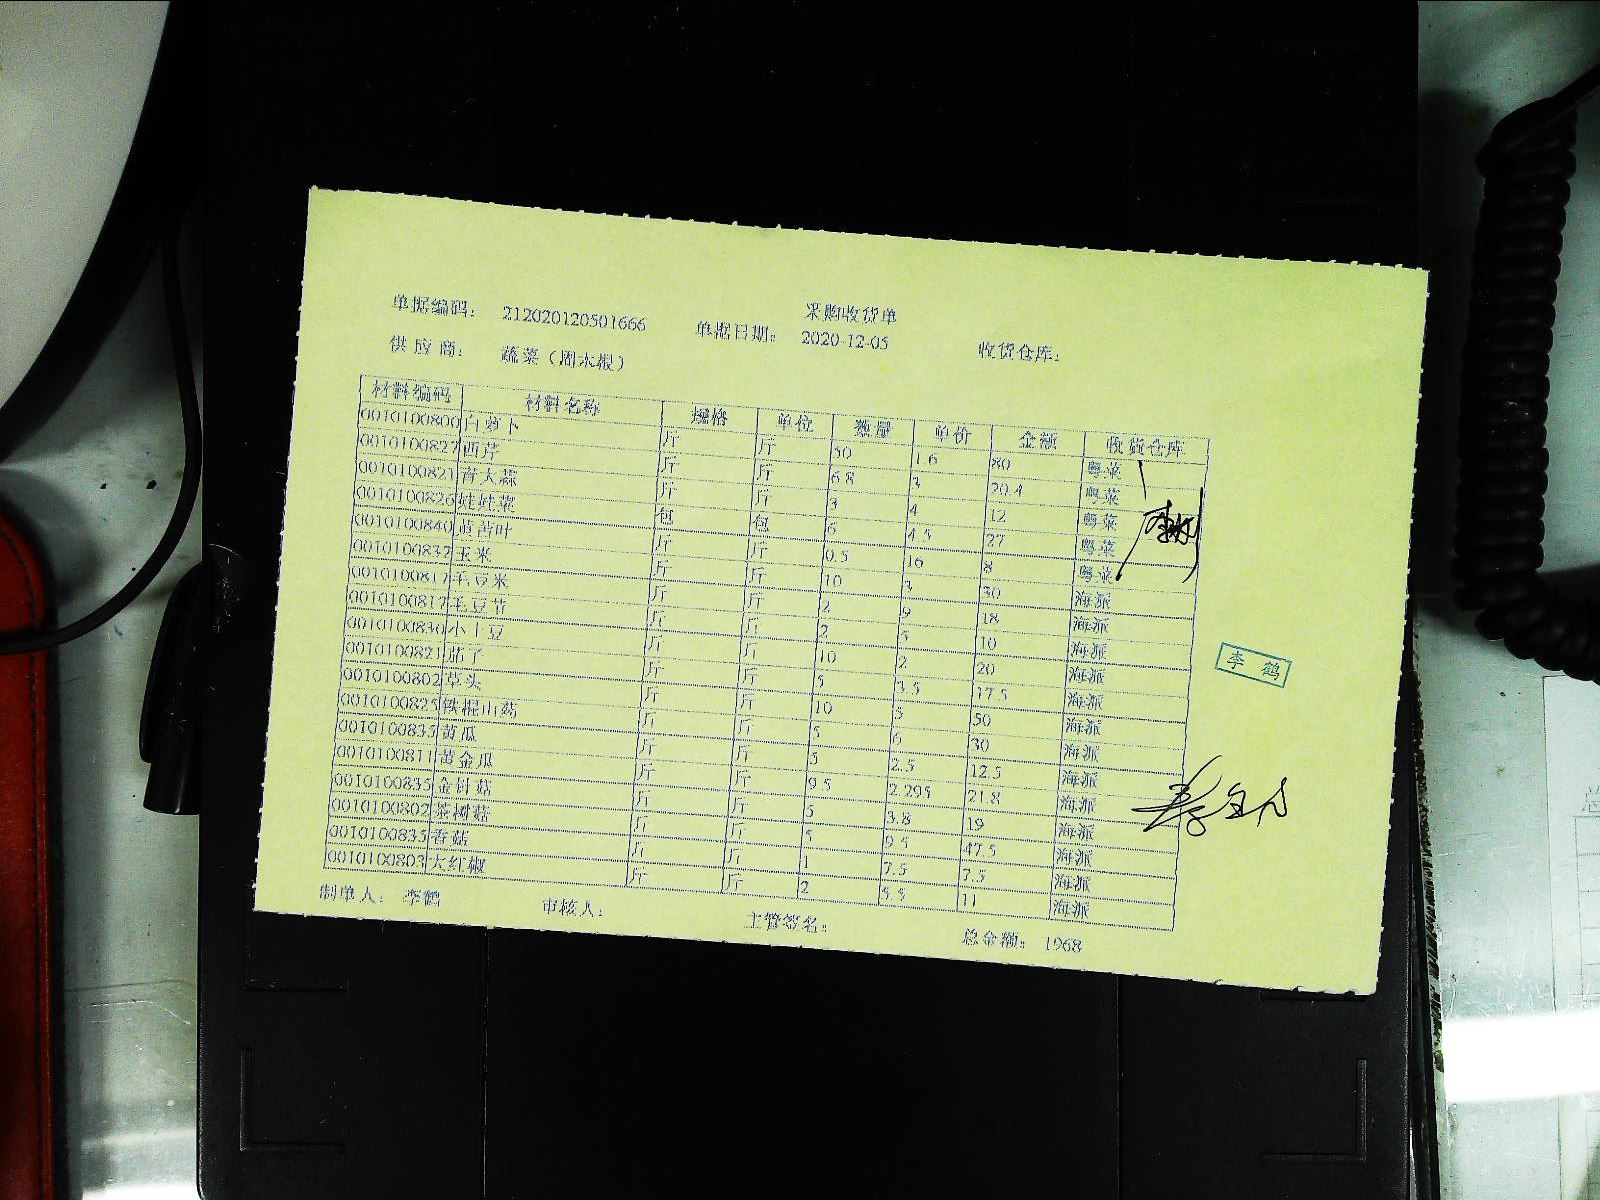 采购收货单
单据编码： 212020120501666 单据日期： 2020-12-05 收货仓库：
供应商： 蔬菜（周木根）
材料编码 材料名称 规格 单位 数量 单价 金额 收货仓库
0010100800 白萝卜 斤 斤 50 1.6 80 粤菜
0010100827 西芹 斤 斤 6.8 3 20.4 粤菜
0010100821 青大蒜 斤 斤 3 4 12 粤菜
0010100826 娃娃菜 包 包 6 4.5 27 粤菜
0010100840 黄苦叶 斤 斤 0.5 16 8 粤菜
0010100832 玉米 斤 斤 10 3 30 海派
0010100817 毛豆米 斤 斤 2 9 18 海派
0010100817 毛豆节 斤 斤 2 5 10 海派
0010100830 小土豆 斤 斤 10 2 20 海派
0010100821 茄子 斤 斤 5 3.5 17.5 海派
0010100802 草头 斤 斤 10 5 50 海派
0010100825 铁棍山菇 斤 斤 5 6 30 海派
0010100835 黄瓜 斤 斤 5 2.5 12.5 海派
0010100811 黄金瓜 斤 斤 9.5 2.295 21.8 海派
0010100835 金针菇 斤 斤 5 3.8 19 海派
0010100802 茶树菇 斤 斤 5 9.5 47.5 海派
0010100835 香菇 斤 斤 1 7.5 7.5 海派
0010100803 大红椒 斤 斤 2 5.5 11 海派
李鹤
制单人： 李鹤 审核人： 主管签名： 总金额： 1968